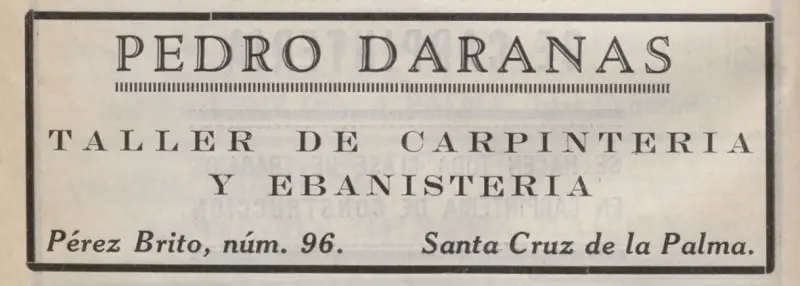 PEDRO DARANAS
TALLER DE CARPINTERIA
Y EBANISTERIA
Pérez Brito, núm. 96. Santa Cruz de la Palma.